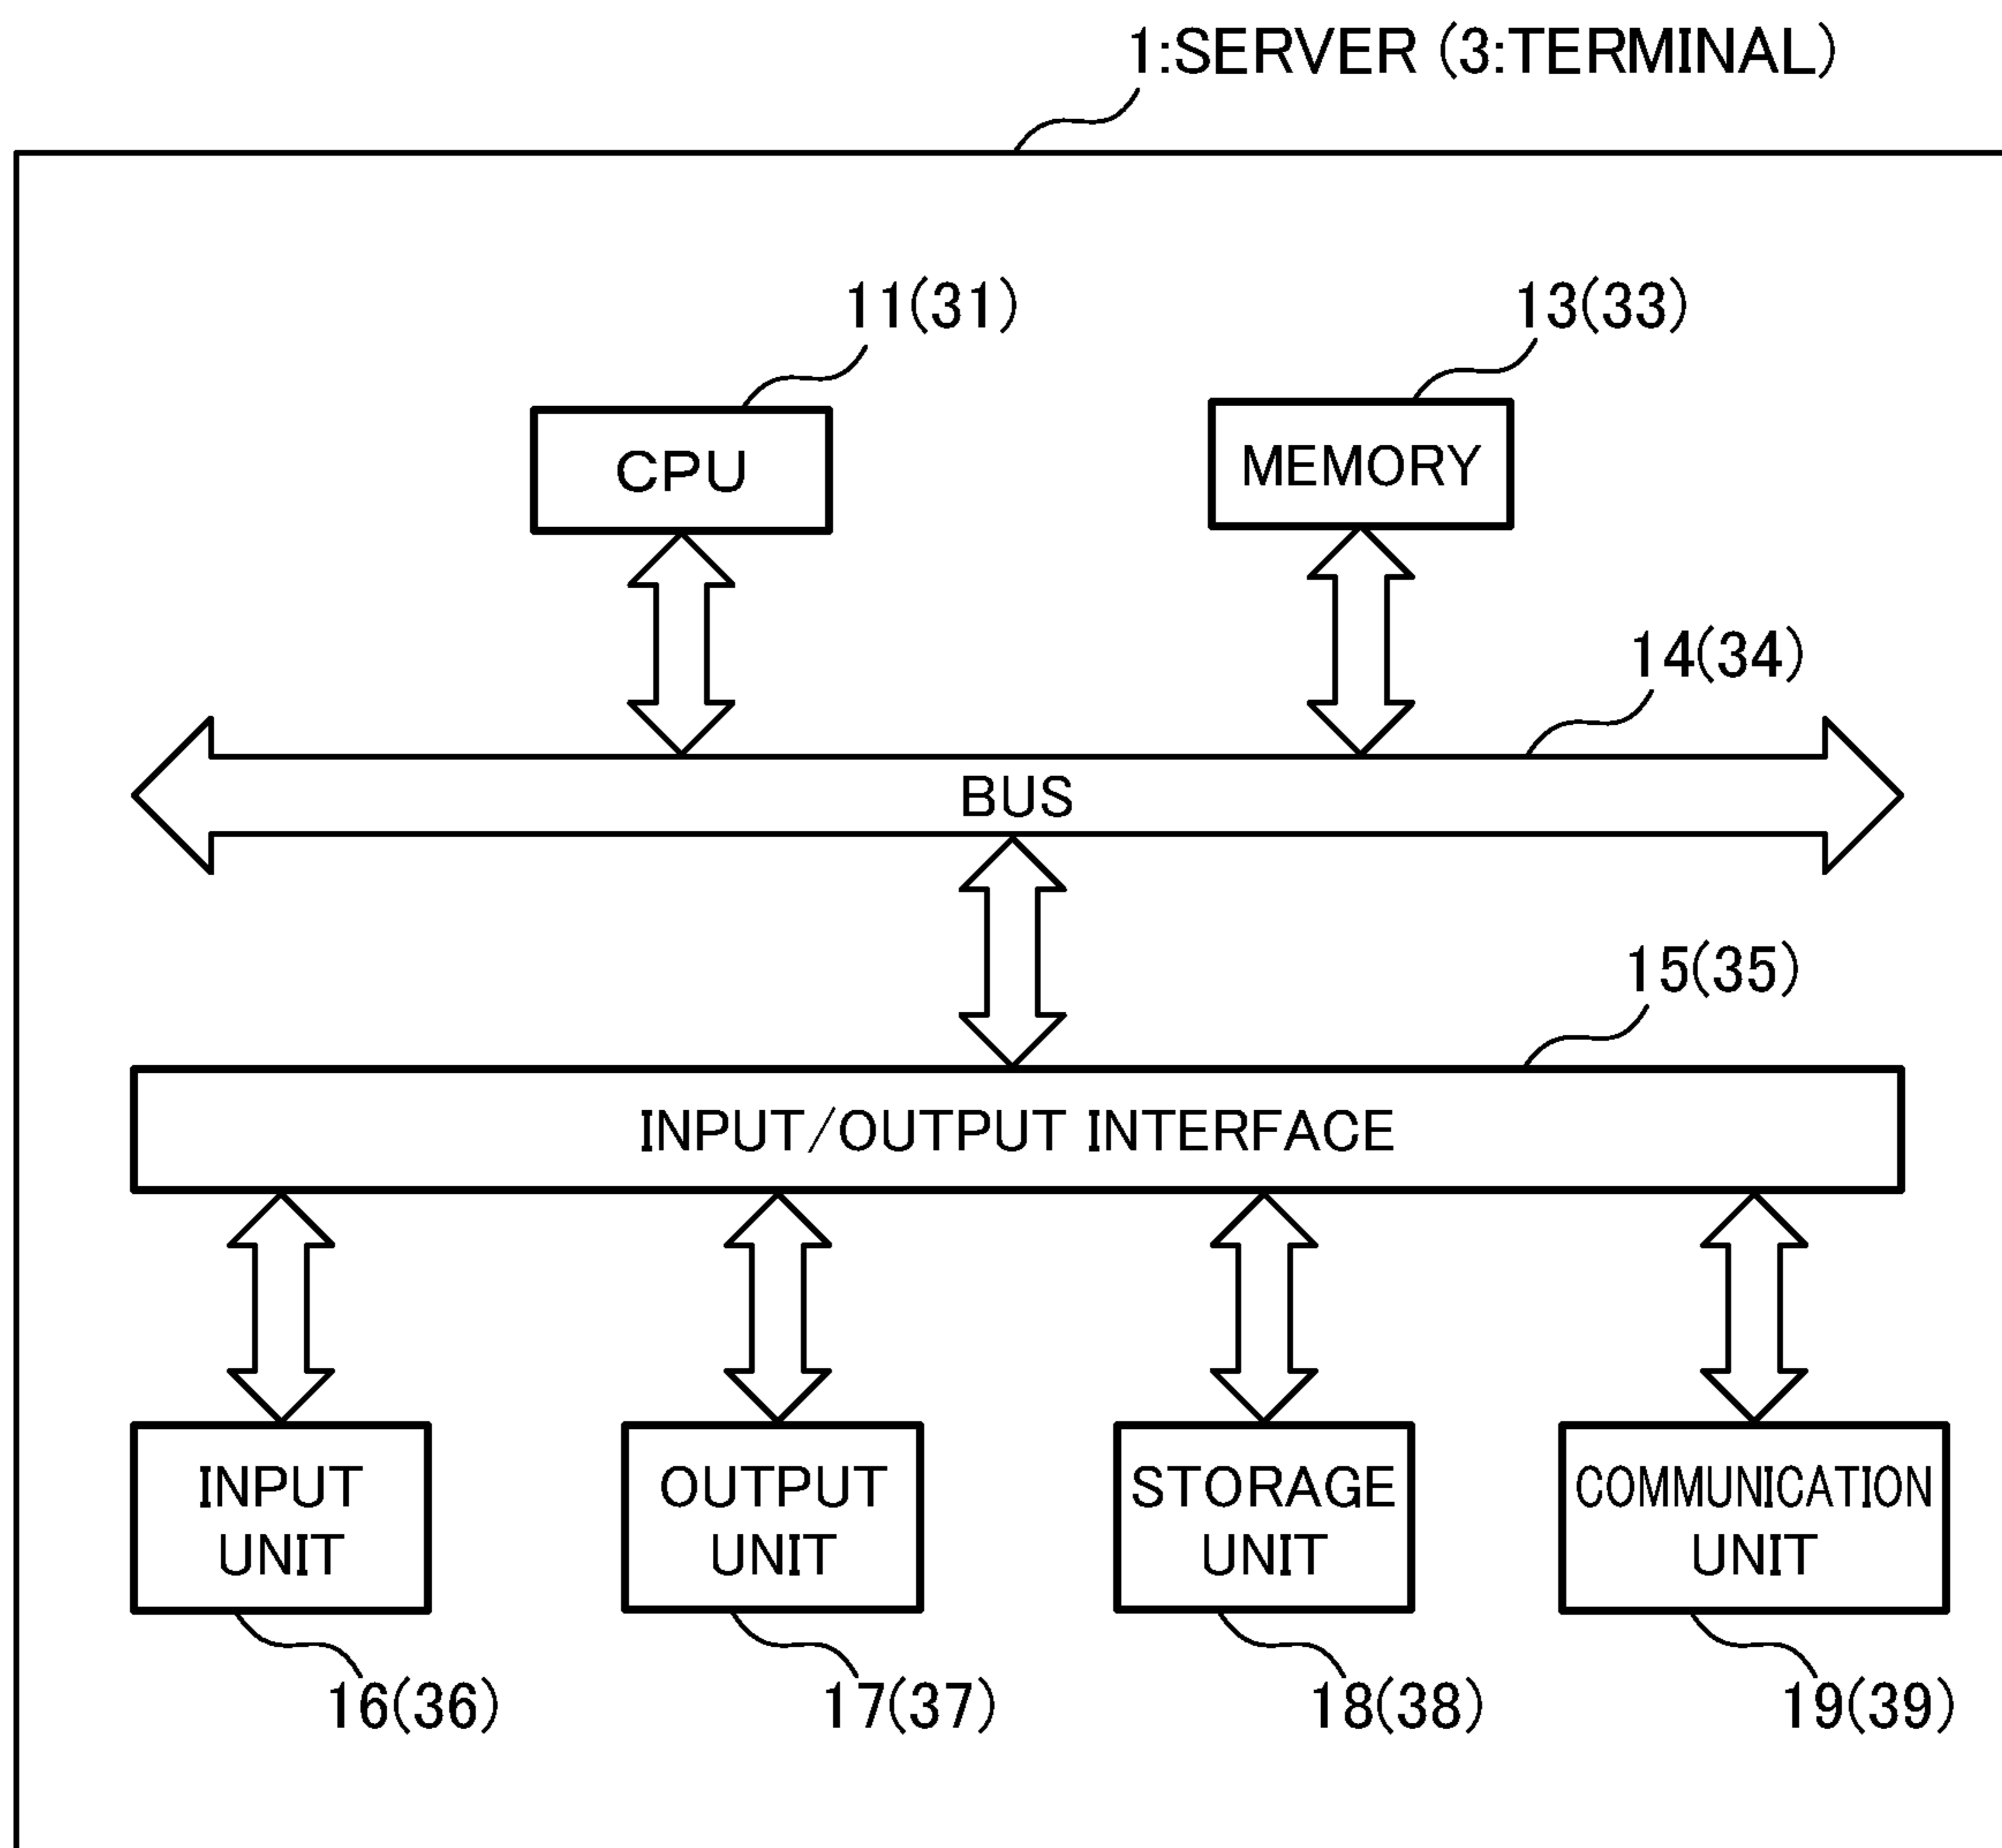 1:SERVER (3:TERMINAL)
11(31)
13(33)
CPU
MEMORY
14(34)
BUS
15(35)
INPUT/OUTPUT INTERFACE
INPUT
UNIT
OUTPUT
UNIT
STORAGE
UNIT
COMMUNICATION
UNIT
16(36)
17(37)
18(38)
19(39)